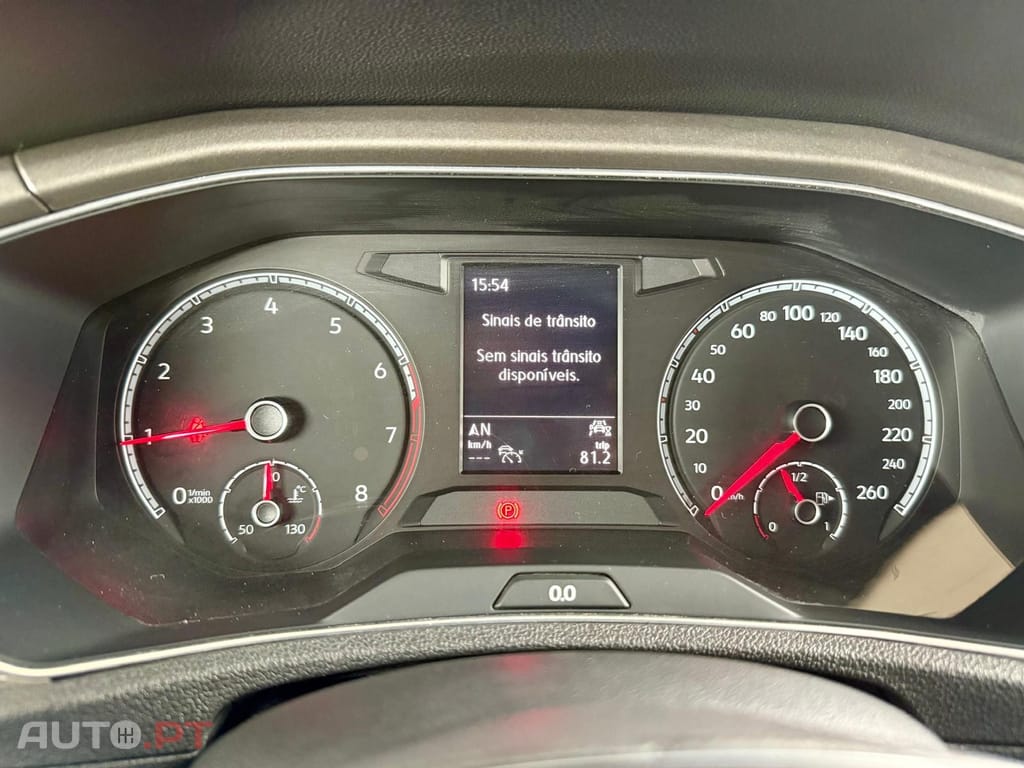 15:54
Sinais de trânsito
Sem sinais trânsito
disponíveis.
AN
km/h
---
trip
81.2
0 1 2 3 4 5 6 7 8
1/min
x1000
50 130
°C
0 10 20 30 40 50 60 80 100 120 140 160 180 200 220 240 260
0 1/2 1
P
0.0
AUTO.PT